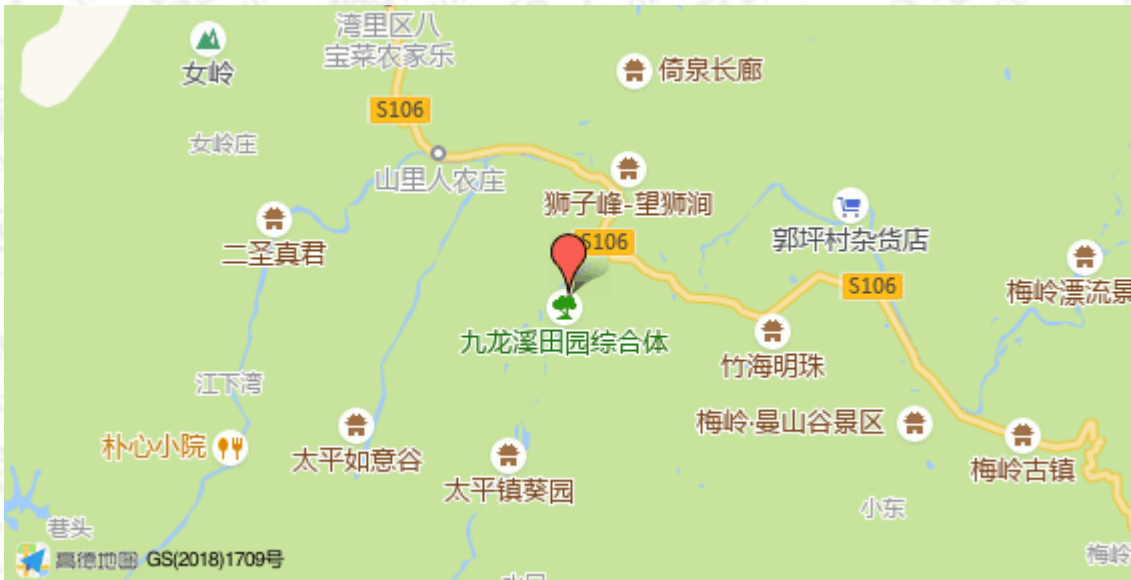 湾里区八
宝菜农家乐
女岭
倚泉长廊
S106
女岭庄
山里人农庄
狮子峰-望狮涧
郭坪村杂货店
二圣真君
S106
S106
梅岭漂流景
九龙溪田园综合体
竹海明珠
江下湾
梅岭·曼山谷景区
朴心小院
太平如意谷
梅岭古镇
太平镇葵园
小东
巷头
梅岭
高德地图 GS(2018)1709号